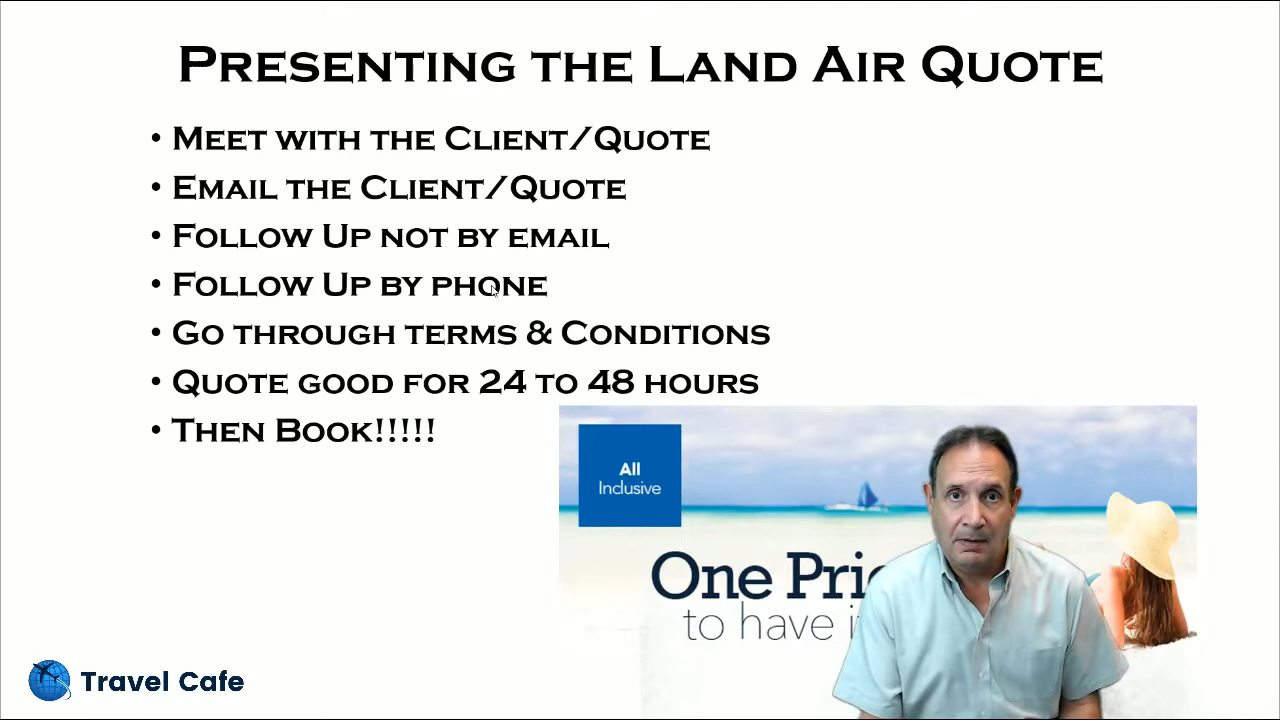 Presenting the Land Air Quote
• Meet with the Client/Quote
• Email the Client/Quote
• Follow Up not by email
• Follow Up by phone
• Go through terms & Conditions
• Quote good for 24 to 48 hours
• Then Book!!!!!
All
Inclusive
One
to have
Travel Cafe